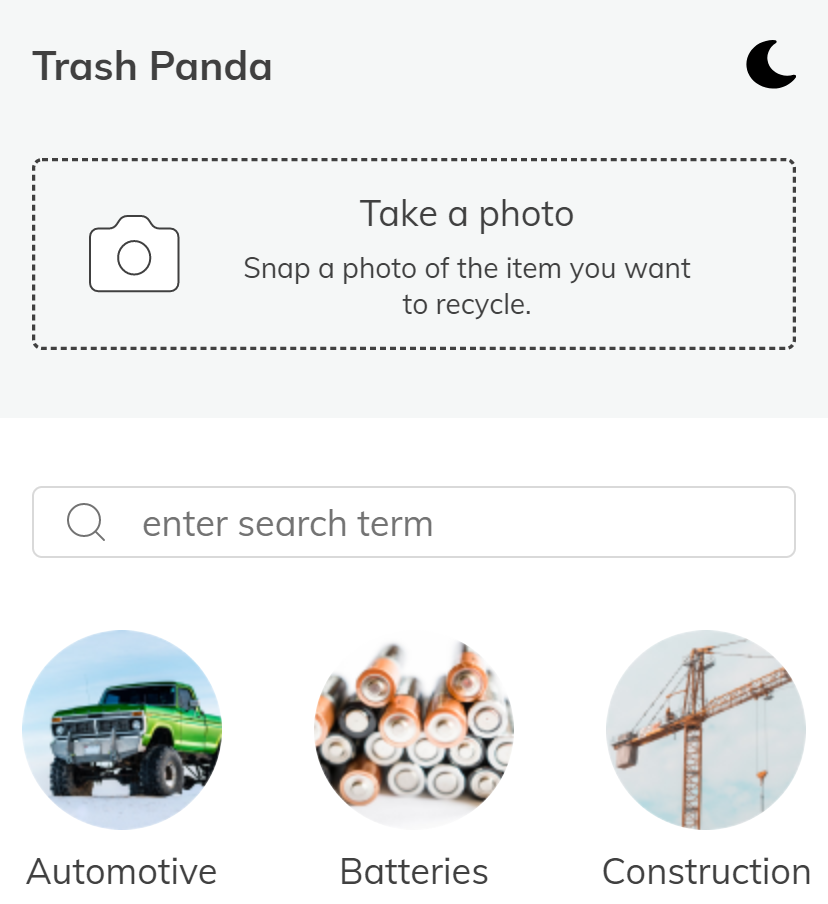 Trash Panda
Take a photo
Snap a photo of the item you want
to recycle.
enter search term
Automotive
Batteries
Construction